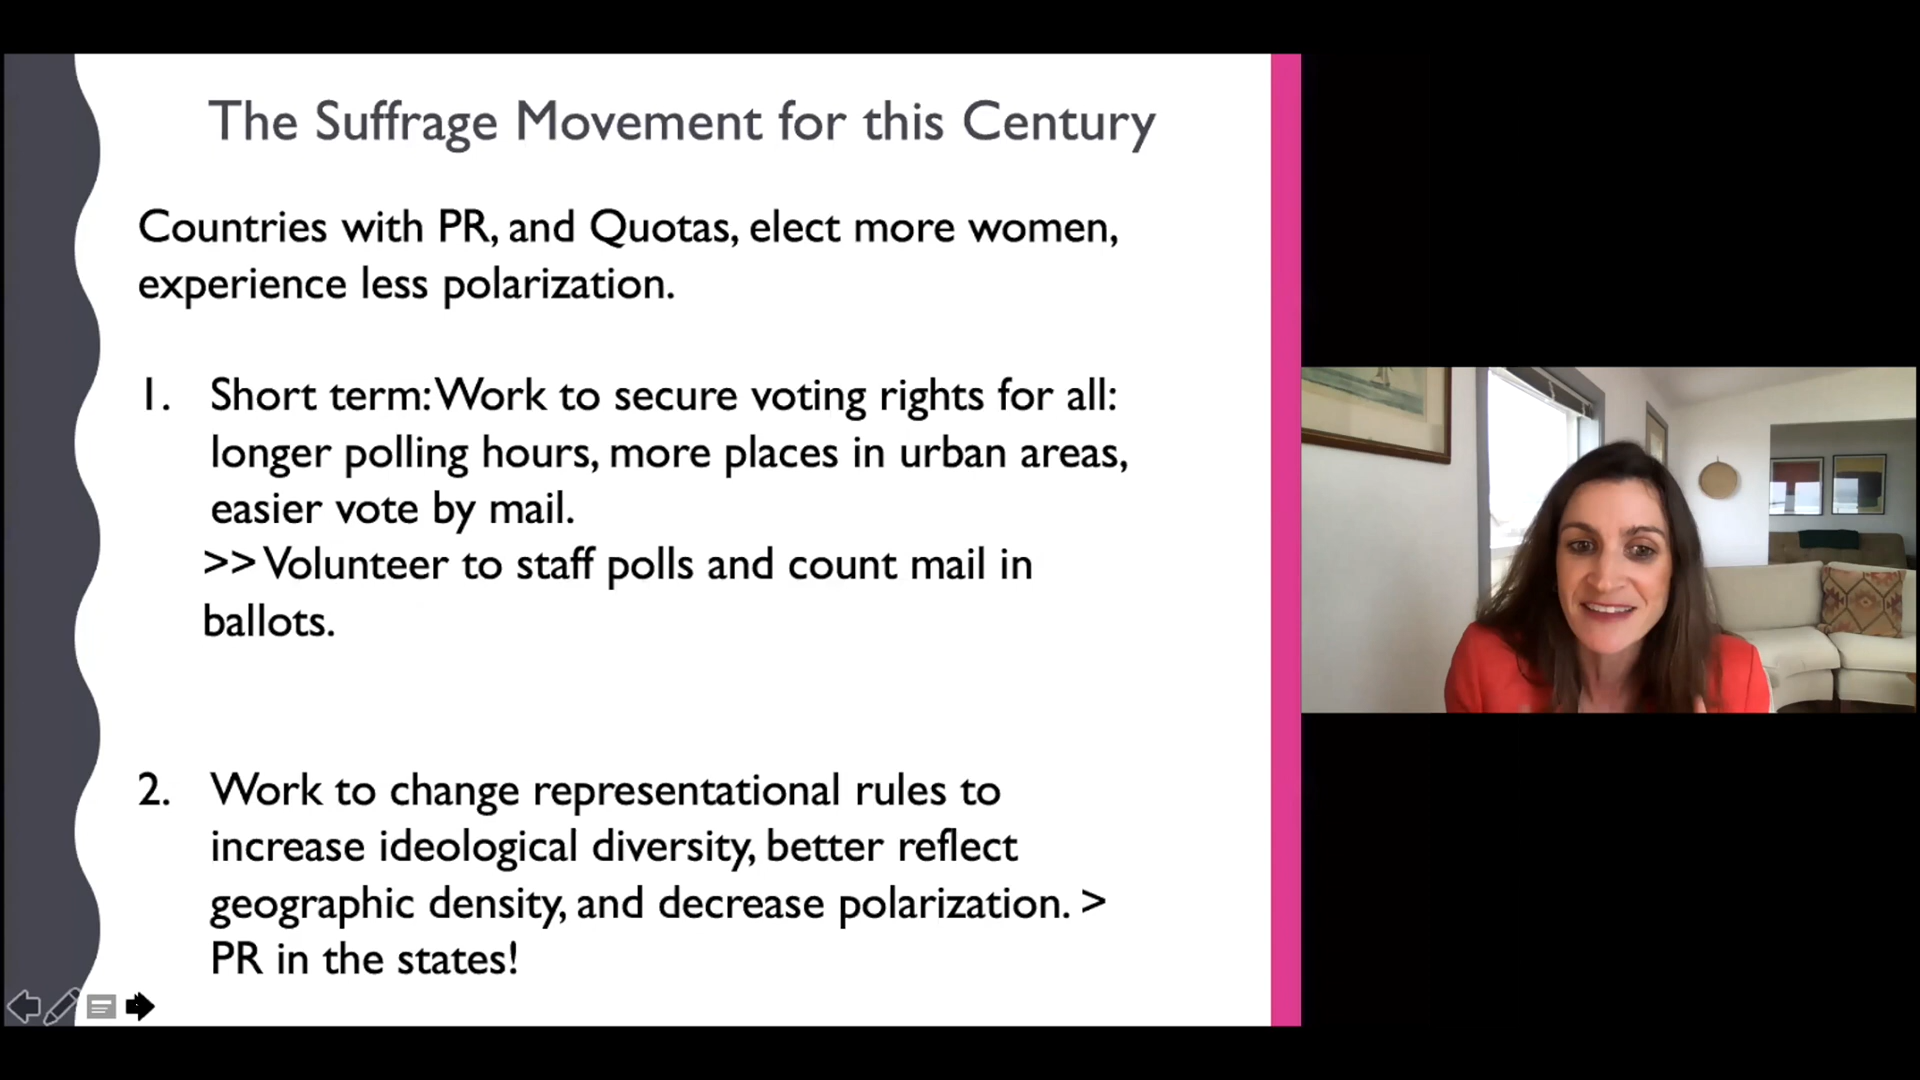 The Suffrage Movement for this Century
Countries with PR, and Quotas, elect more women,
experience less polarization.
1. Short term: Work to secure voting rights for all:
longer polling hours, more places in urban areas,
easier vote by mail.
>> Volunteer to staff polls and count mail in
ballots.
2. Work to change representational rules to
increase ideological diversity, better reflect
geographic density, and decrease polarization. >
PR in the states!